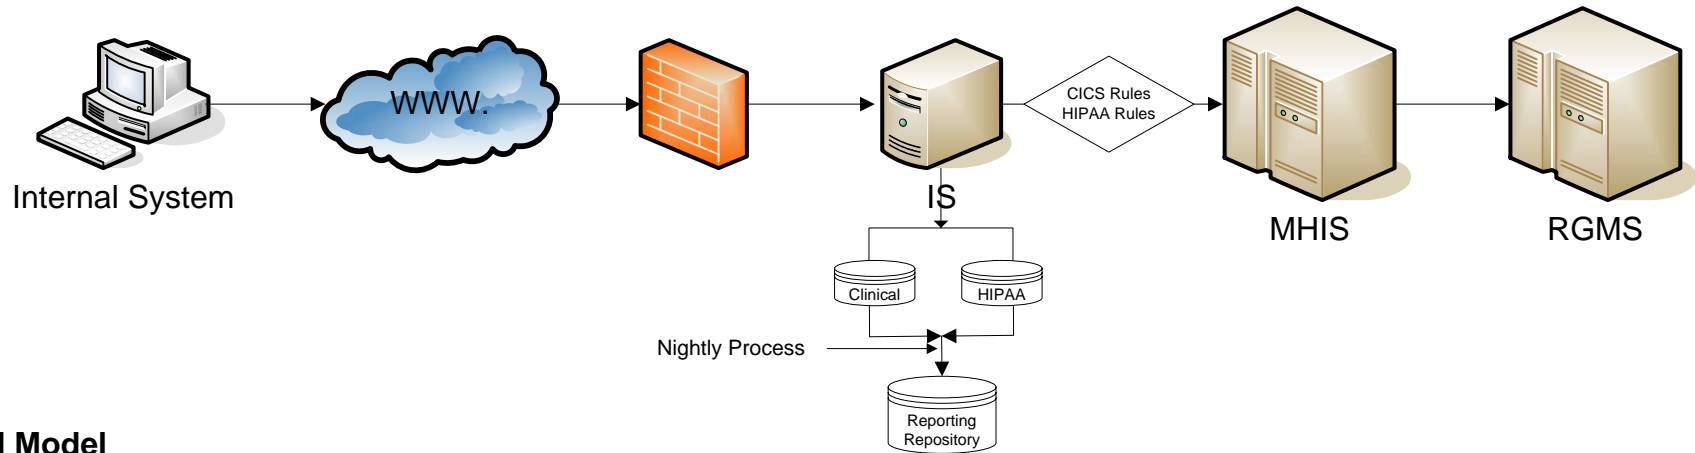 WWW.
CICS Rules
HIPAA Rules
Internal System
IS
MHIS
RGMS
Clinical
HIPAA
Nightly Process
Reporting
Repository
Model